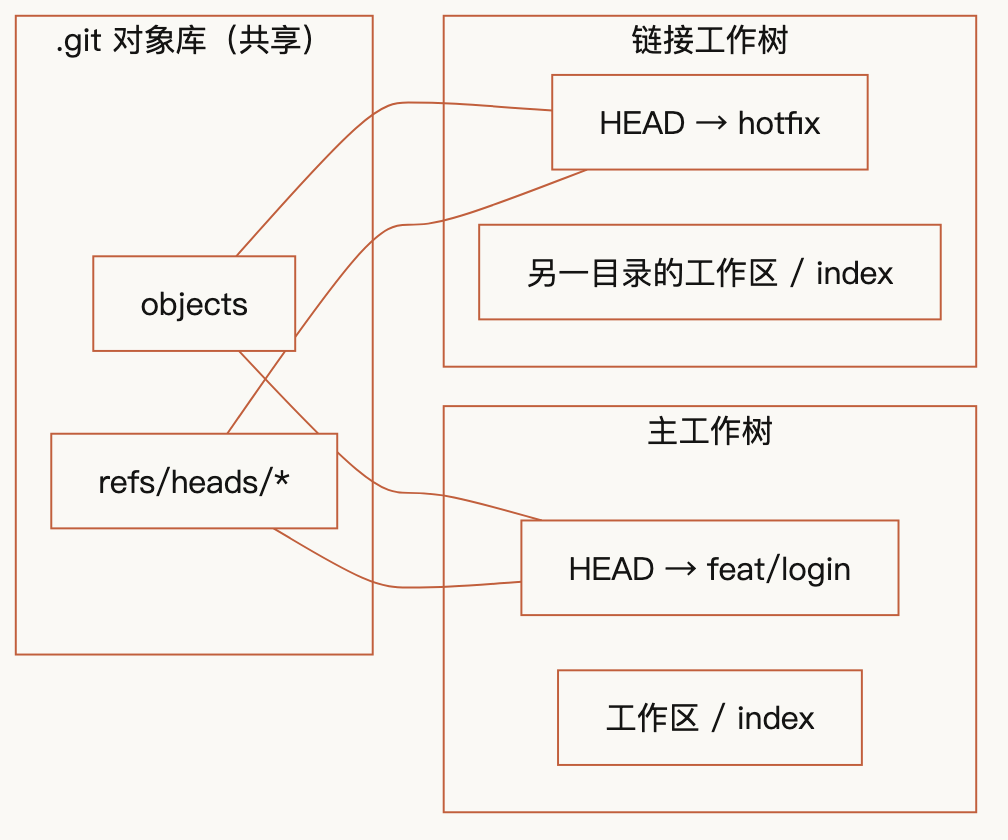 .git 对象库（共享）
objects
refs/heads/*
链接工作树
HEAD → hotfix
另一目录的工作区 / index
主工作树
HEAD → feat/login
工作区 / index